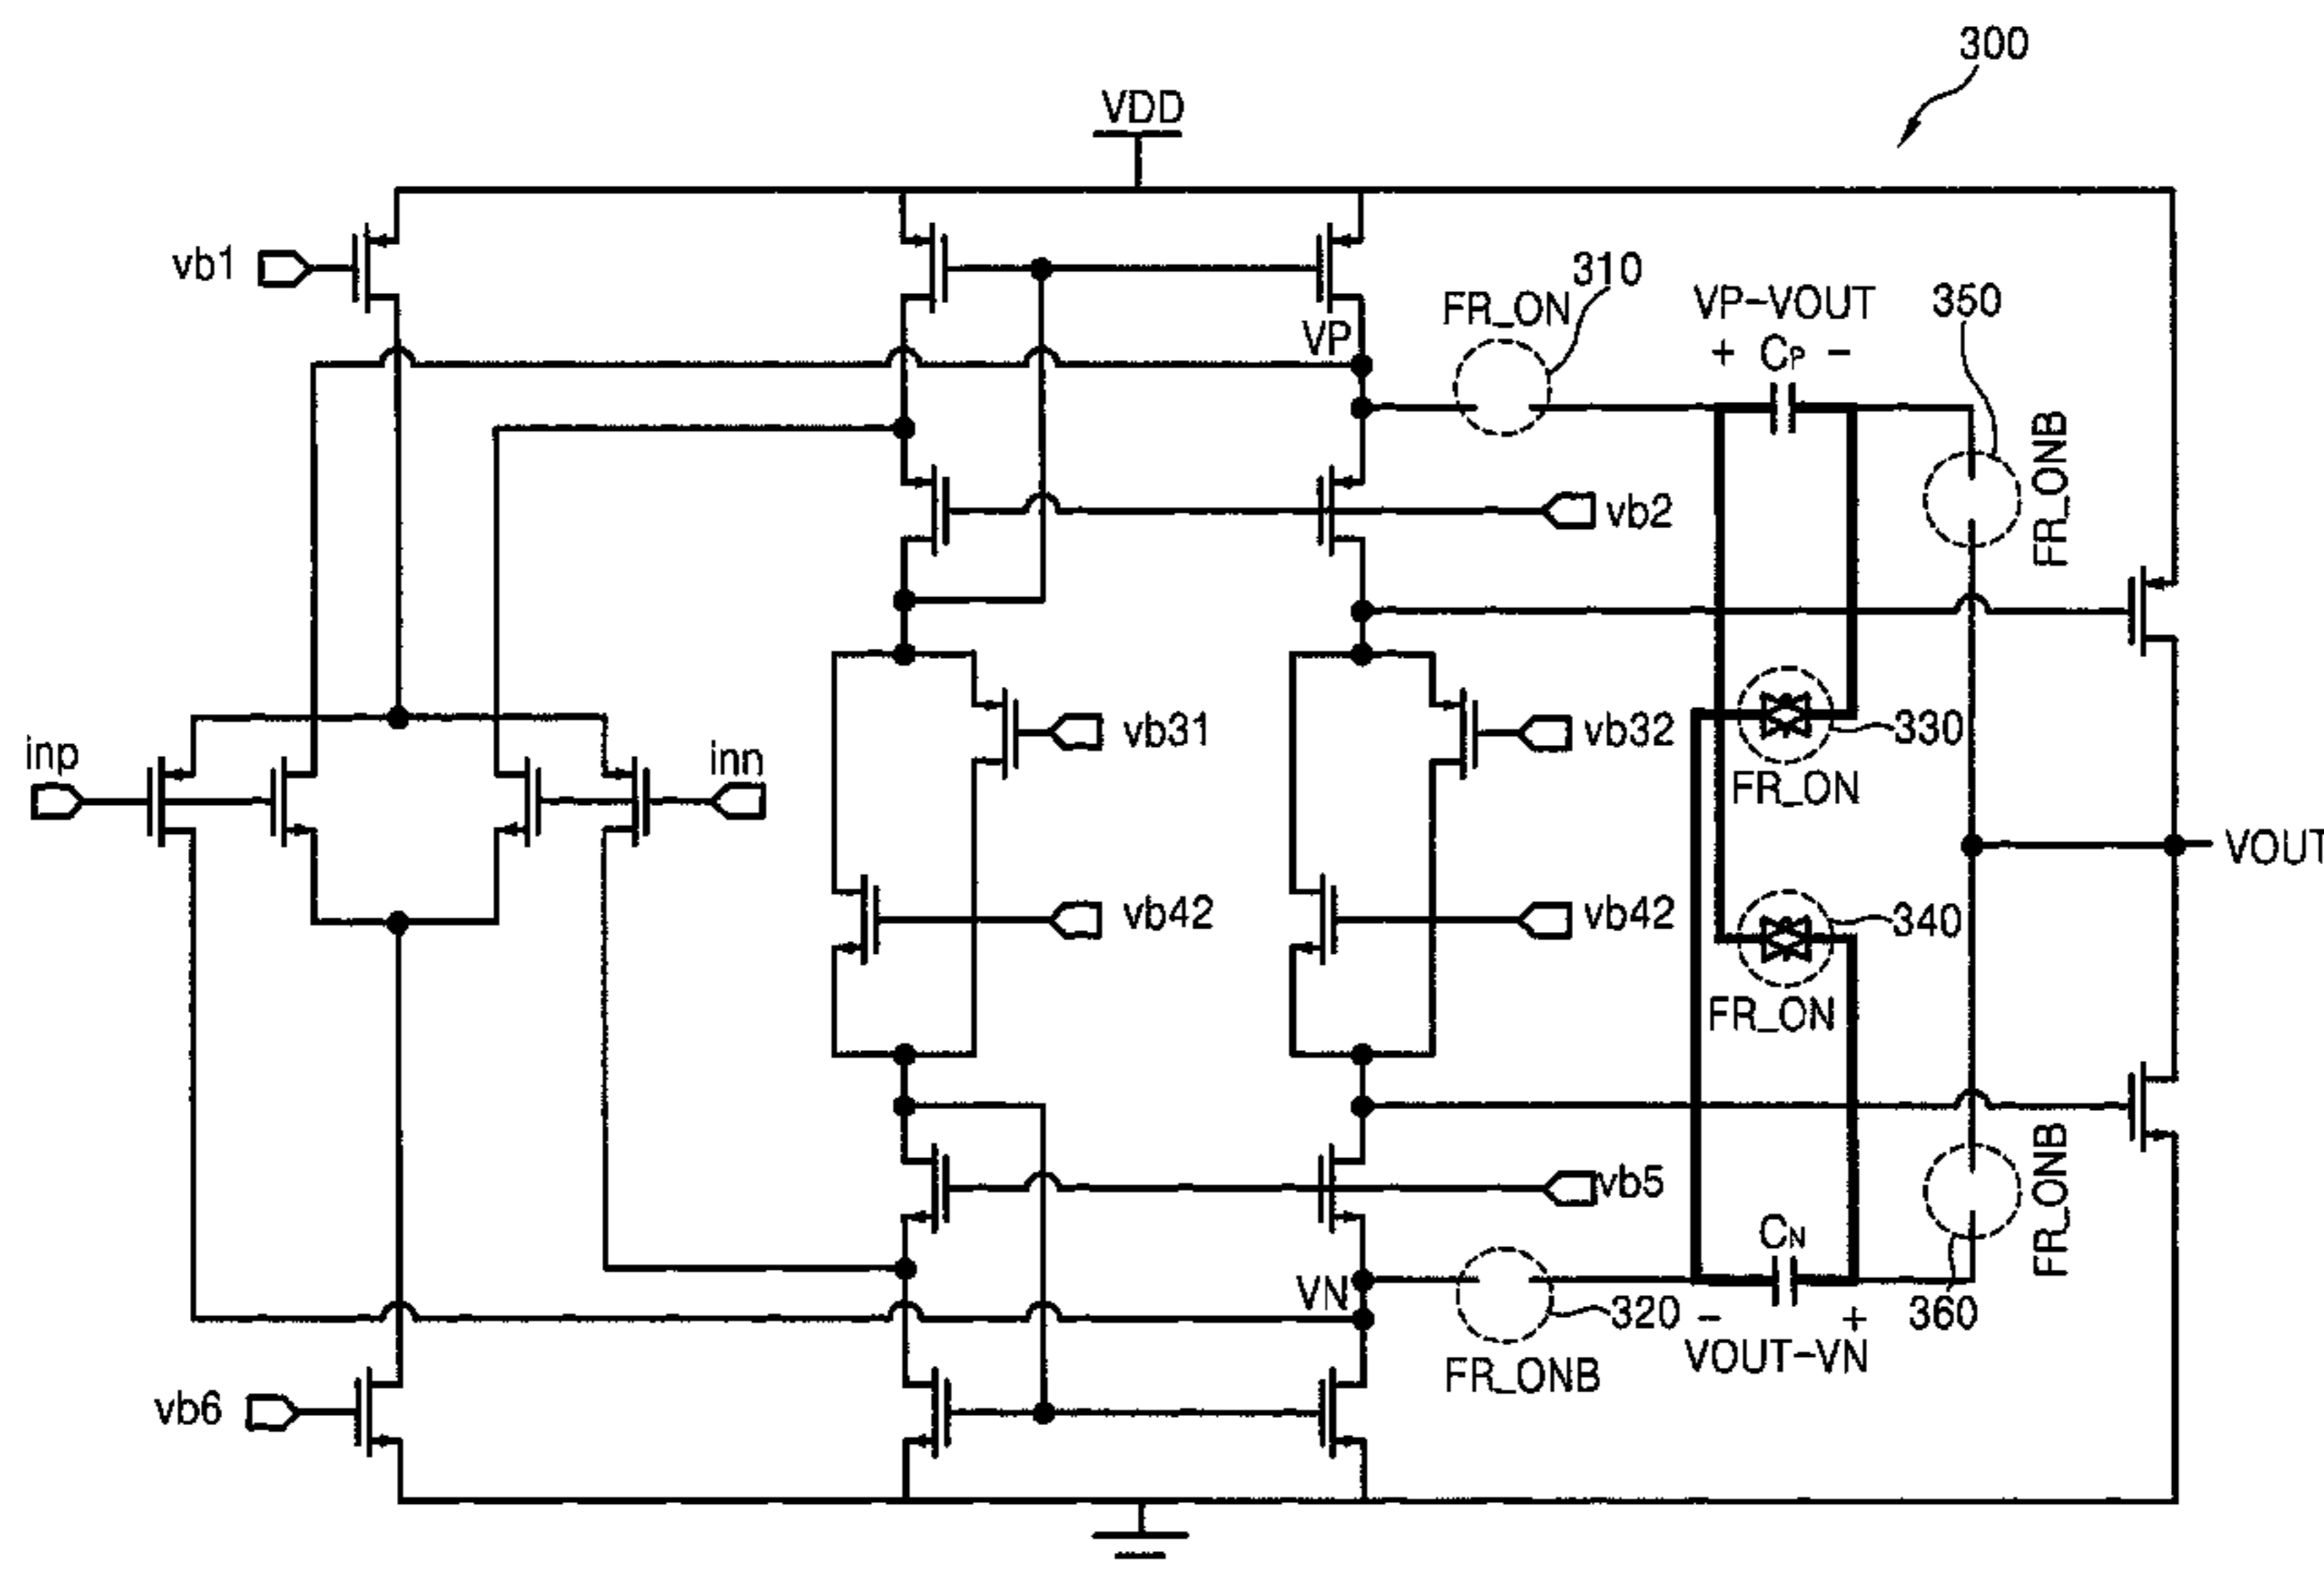 300
VDD
vb1
310
FR_ON
VP-VOUT
350
VP
+ CP -
FR_ONB
vb2
vb31
vb32
330
inp
inn
FR_ON
VOUT
vb42
vb42
340
FR_ON
FR_ONB
vb5
CN
VN
320
- +
360
VOUT-VN
FR_ONB
vb6